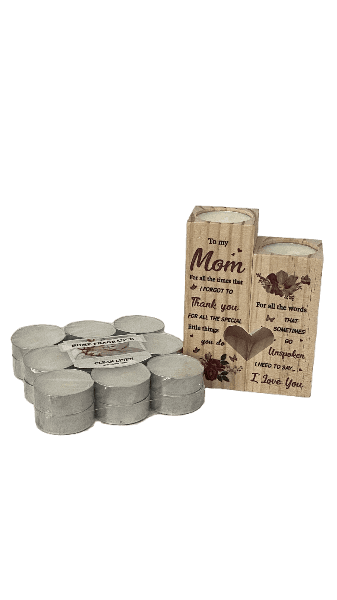 To my
Mom
For all the times that
I FORGOT TO
Thank you
FOR ALL THE SPECIAL
little things
you do
For all the words
THAT
SOMETIMES
GO
Unspoken
I NEED TO SAY...
I Love You